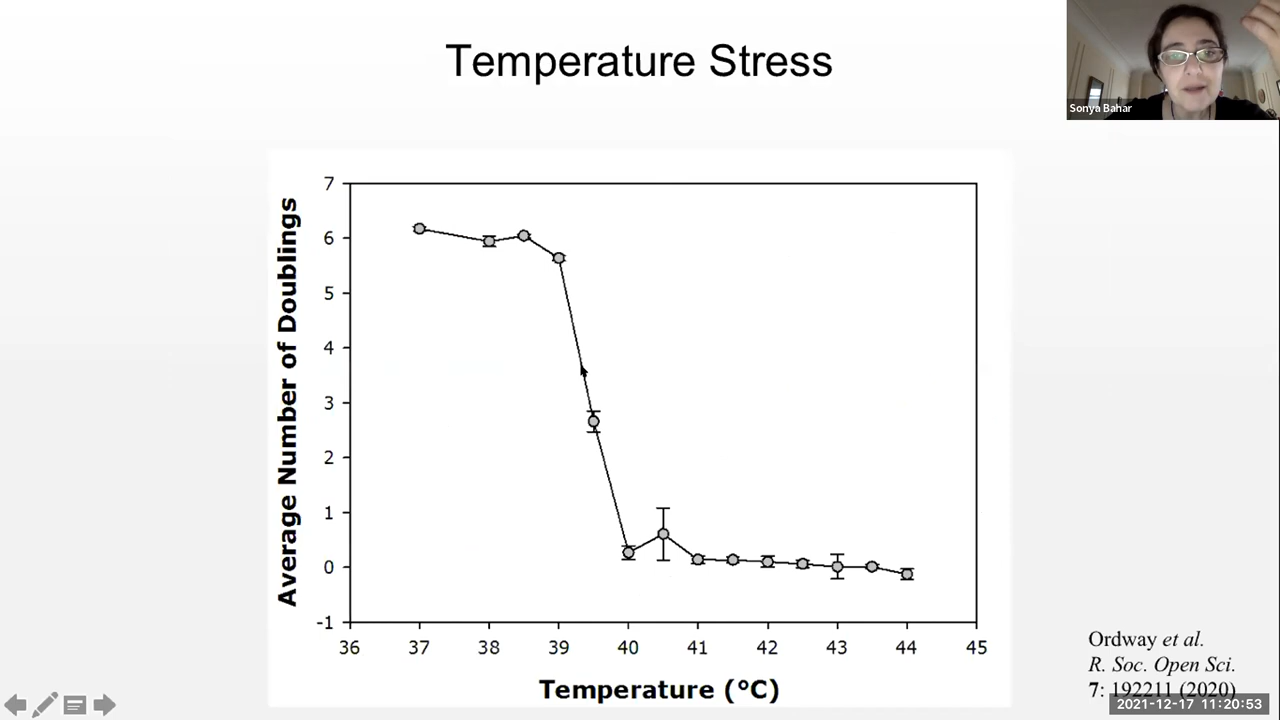 Temperature Stress
Sonya Bahar
Average Number of Doublings
7
6
5
4
3
2
1
0
-1
36 37 38 39 40 41 42 43 44 45
Temperature (°C)
Ordway et al.
R. Soc. Open Sci.
7: 192211 (2020)
2021-12-17 11:20:53